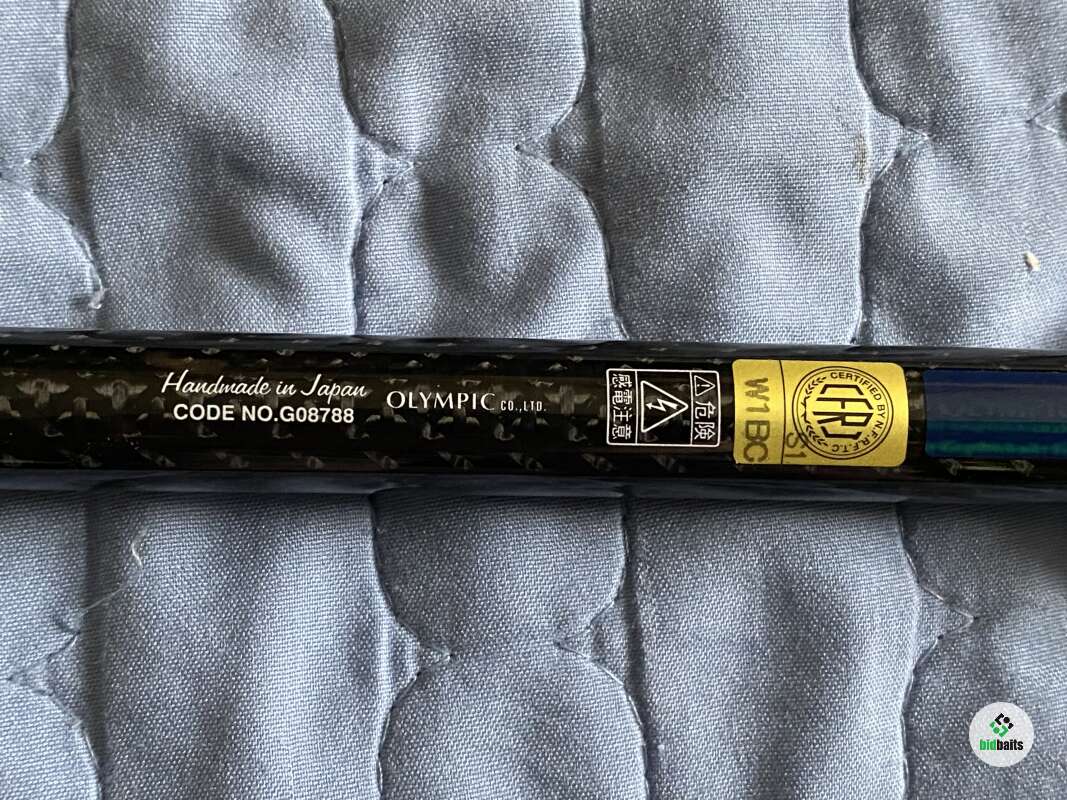 Handmade in Japan
CODE NO.G08788
OLYMPIC CO.,LTD.
⚠危険
感電注意
W1BC
S1
CERTIFIED BY N.F.R.F.T.C
CFR
bidbaits